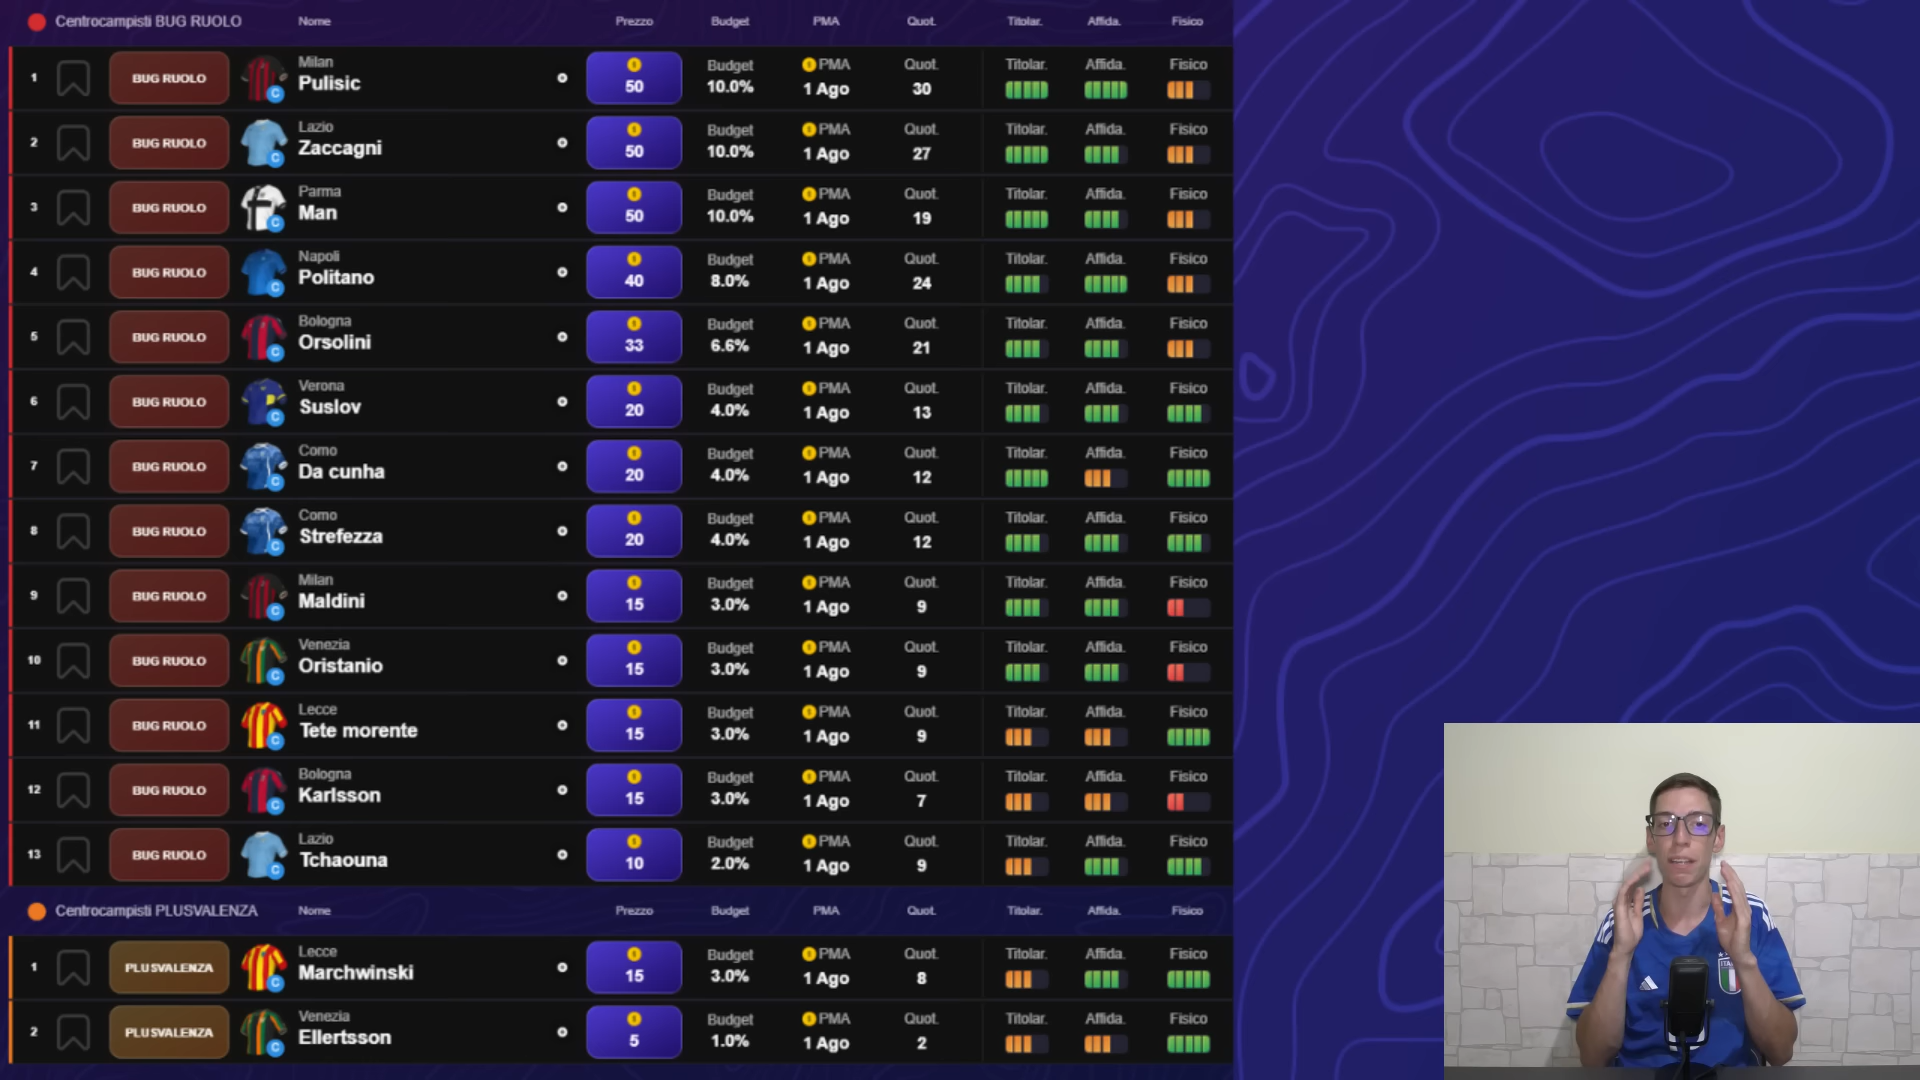 Centrocampisti BUG RUOLO Nome Prezzo Budget PMA Quot. Titolar. Affida. Fisico
1 BUG RUOLO Milan Pulisic 50 Budget 10.0% PMA 1 Ago Quot. 30 Titolar. Affida. Fisico
2 BUG RUOLO Lazio Zaccagni 50 Budget 10.0% PMA 1 Ago Quot. 27 Titolar. Affida. Fisico
3 BUG RUOLO Parma Man 50 Budget 10.0% PMA 1 Ago Quot. 19 Titolar. Affida. Fisico
4 BUG RUOLO Napoli Politano 40 Budget 8.0% PMA 1 Ago Quot. 24 Titolar. Affida. Fisico
5 BUG RUOLO Bologna Orsolini 33 Budget 6.6% PMA 1 Ago Quot. 21 Titolar. Affida. Fisico
6 BUG RUOLO Verona Suslov 20 Budget 4.0% PMA 1 Ago Quot. 13 Titolar. Affida. Fisico
7 BUG RUOLO Como Da cunha 20 Budget 4.0% PMA 1 Ago Quot. 12 Titolar. Affida. Fisico
8 BUG RUOLO Como Strefezza 20 Budget 4.0% PMA 1 Ago Quot. 12 Titolar. Affida. Fisico
9 BUG RUOLO Milan Maldini 15 Budget 3.0% PMA 1 Ago Quot. 9 Titolar. Affida. Fisico
10 BUG RUOLO Venezia Oristanio 15 Budget 3.0% PMA 1 Ago Quot. 9 Titolar. Affida. Fisico
11 BUG RUOLO Lecce Tete morente 15 Budget 3.0% PMA 1 Ago Quot. 9 Titolar. Affida. Fisico
12 BUG RUOLO Bologna Karlsson 15 Budget 3.0% PMA 1 Ago Quot. 7 Titolar. Affida. Fisico
13 BUG RUOLO Lazio Tchaouna 10 Budget 2.0% PMA 1 Ago Quot. 9 Titolar. Affida. Fisico
Centrocampisti PLUSVALENZA Nome Prezzo Budget PMA Quot. Titolar. Affida. Fisico
1 PLUSVALENZA Lecce Marchwinski 15 Budget 3.0% PMA 1 Ago Quot. 8 Titolar. Affida. Fisico
2 PLUSVALENZA Venezia Ellertsson 5 Budget 1.0% PMA 1 Ago Quot. 2 Titolar. Affida. Fisico